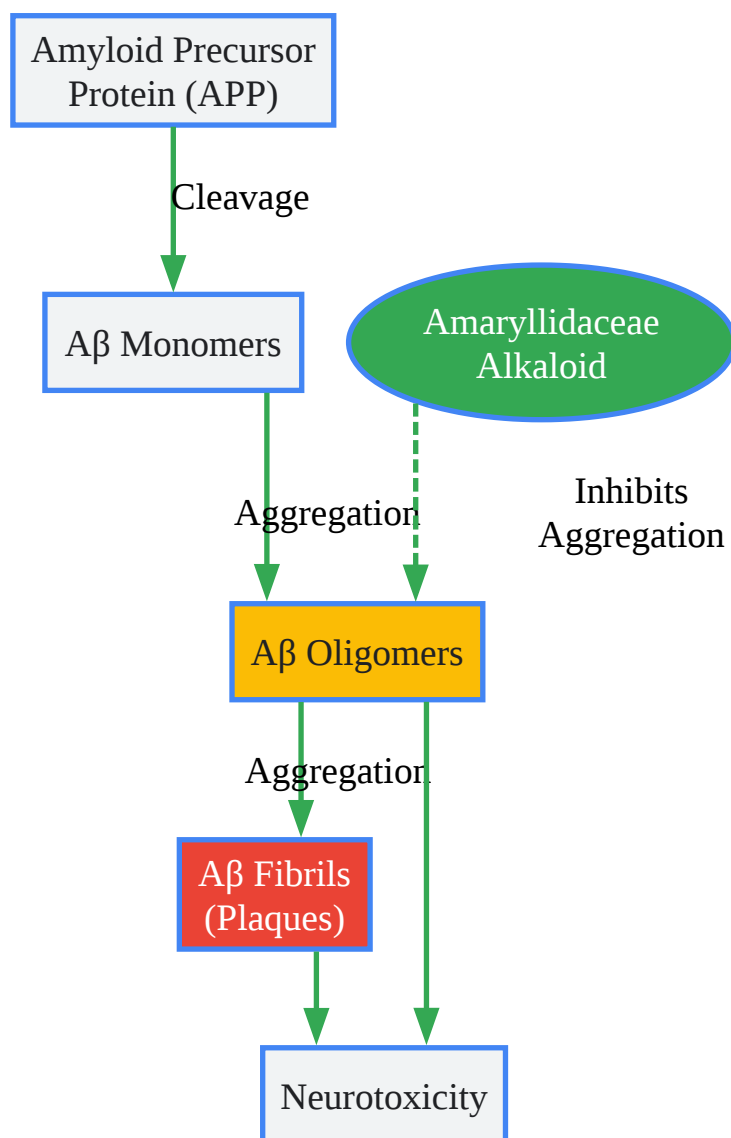 Amyloid Precursor
Protein (APP)
Cleavage
Aβ Monomers
Amaryllidaceae
Alkaloid
Aggregation
Inhibits
Aggregation
Aβ Oligomers
Aggregation
Aβ Fibrils
(Plaques)
Neurotoxicity